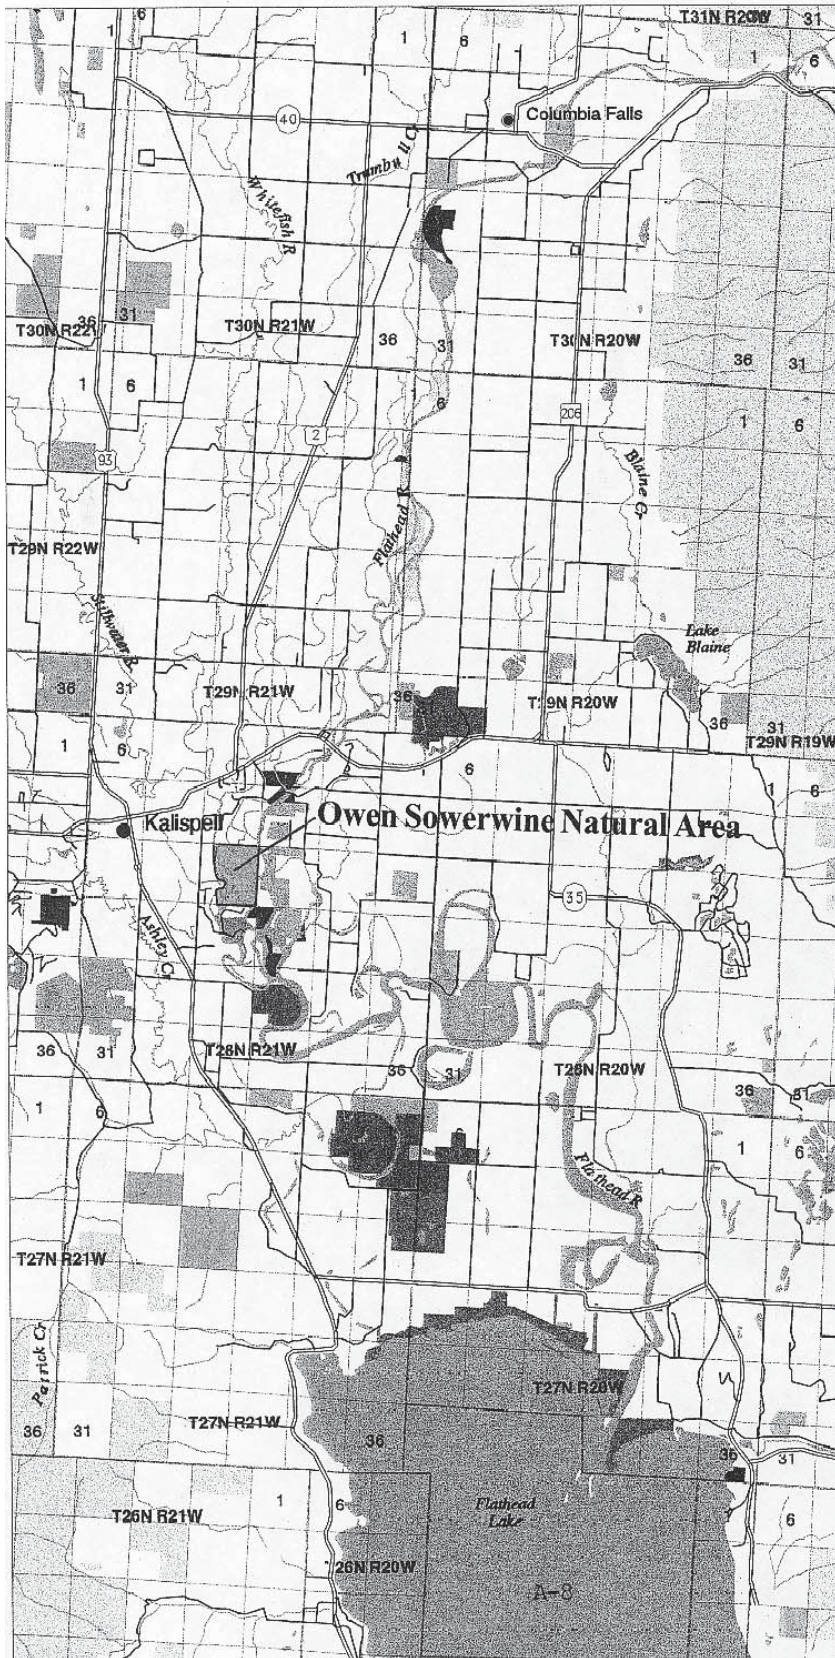 T31N R20W 31
1 6 1 6 1 6
40
Columbia Falls
Trumbull Cr
Whitefish R
36 31
T30N R22W T30N R21W 36 31 T30N R20W 36 31
1 6 6 1 6
206
2
93
Blaine Cr
Flathead R
T29N R22W
Stillwater R
Lake
Blaine
36 31 T29N R21W 36 T29N R20W 36 31
T29N R19W
1 6 6 1 6
Kalispell
Owen Sowerwine Natural Area
35
Ashley Cr
36 31 T28N R21W 36 31 T28N R20W 36 31
1 6 1 6
Flathead R
T27N R21W
Patrick Cr
T27N R20W
36 31 T27N R21W 36 36 31
T26N R21W 1 6 Flathead
Lake 6
26N R20W
A-8